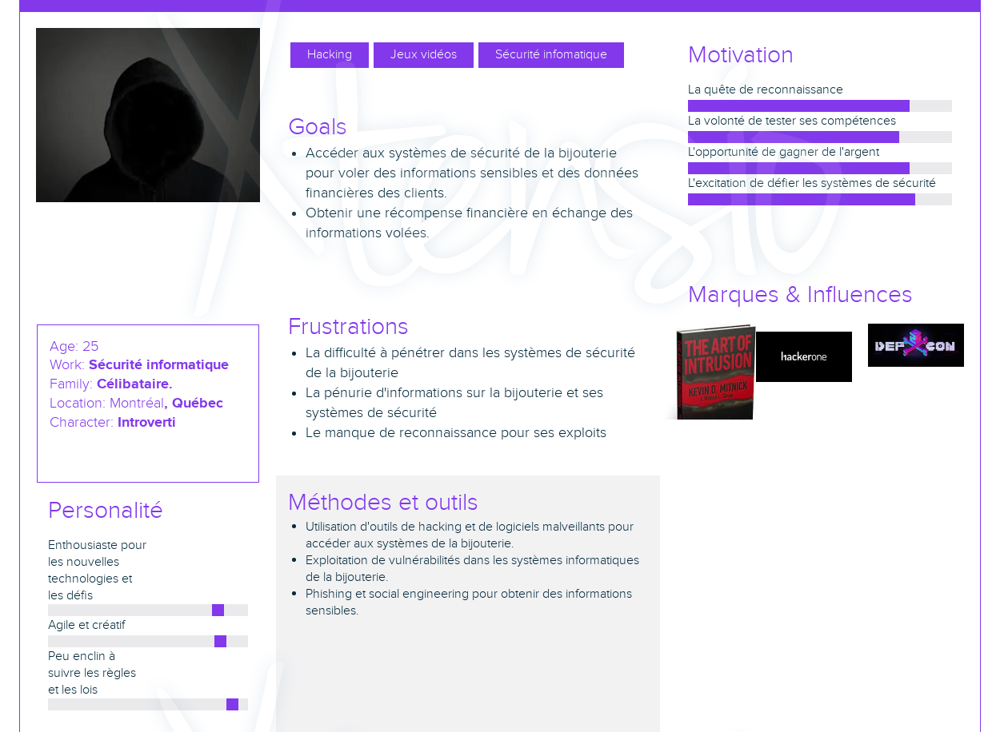 Xtensio
Hacking
Jeux vidéos
Sécurité infomatique
Goals
Accéder aux systèmes de sécurité de la bijouterie
pour voler des informations sensibles et des données
financières des clients.
Obtenir une récompense financière en échange des
informations volées.
Frustrations
La difficulté à pénétrer dans les systèmes de sécurité
de la bijouterie
La pénurie d'informations sur la bijouterie et ses
systèmes de sécurité
Le manque de reconnaissance pour ses exploits
Méthodes et outils
Utilisation d'outils de hacking et de logiciels malveillants pour
accéder aux systèmes de la bijouterie.
Exploitation de vulnérabilités dans les systèmes informatiques
de la bijouterie.
Phishing et social engineering pour obtenir des informations
sensibles.
Age: 25
Work: Sécurité informatique
Family: Célibataire.
Location: Montréal, Québec
Character: Introverti
Personalité
Enthousiaste pour
les nouvelles
technologies et
les défis
Agile et créatif
Peu enclin à
suivre les règles
et les lois
Motivation
La quête de reconnaissance
La volonté de tester ses compétences
L'opportunité de gagner de l'argent
L'excitation de défier les systèmes de sécurité
Marques & Influences
THE ART OF
INTRUSION
KEVIN D. MITNICK
hackerone
DEF CON